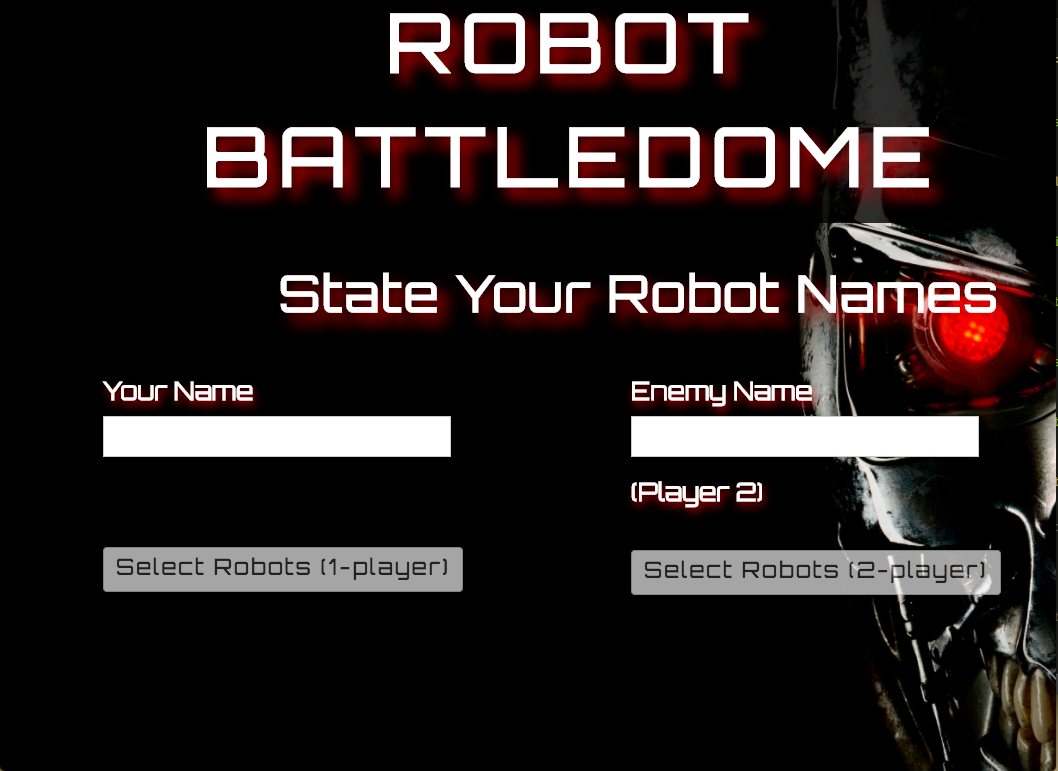 ROBOT
BATTLEDOME
State Your Robot Names
Your Name
Enemy Name
(Player 2)
Select Robots (1-player)
Select Robots (2-player)